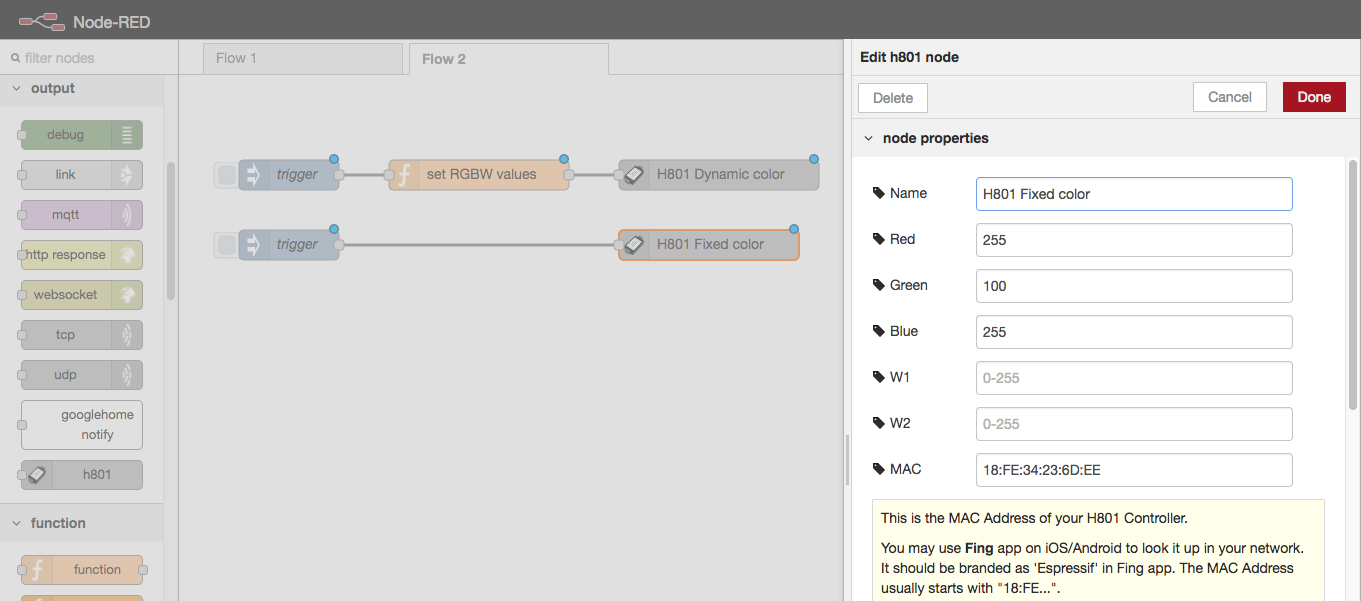 Node-RED
filter nodes
output
debug
link
mqtt
http response
websocket
tcp
udp
googlehome
notify
h801
function
function
Flow 1
Flow 2
trigger
set RGBW values
H801 Dynamic color
trigger
H801 Fixed color
Edit h801 node
Delete
Cancel
Done
node properties
Name
H801 Fixed color
Red
255
Green
100
Blue
255
W1
0-255
W2
0-255
MAC
18:FE:34:23:6D:EE
This is the MAC Address of your H801 Controller.
You may use Fing app on iOS/Android to look it up in your network.
It should be branded as 'Espressif' in Fing app. The MAC Address
usually starts with "18:FE...".